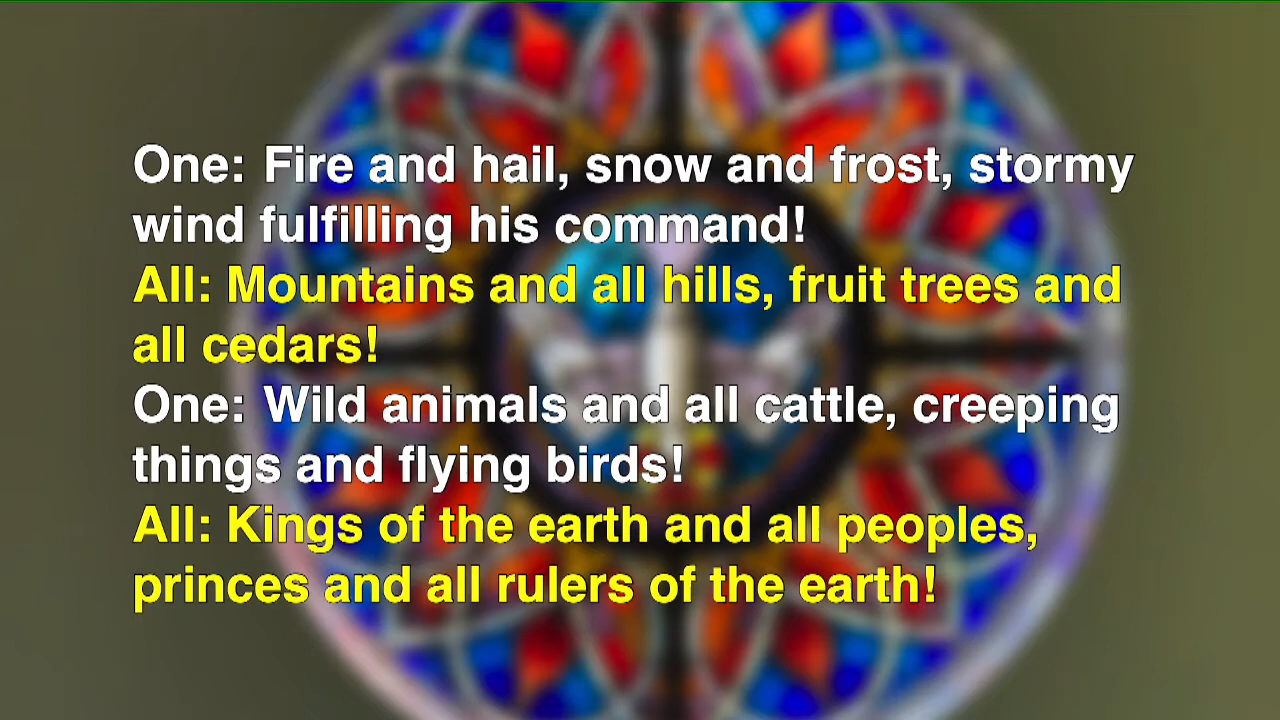 One: Fire and hail, snow and frost, stormy
wind fulfilling his command!
All: Mountains and all hills, fruit trees and
all cedars!
One: Wild animals and all cattle, creeping
things and flying birds!
All: Kings of the earth and all peoples,
princes and all rulers of the earth!